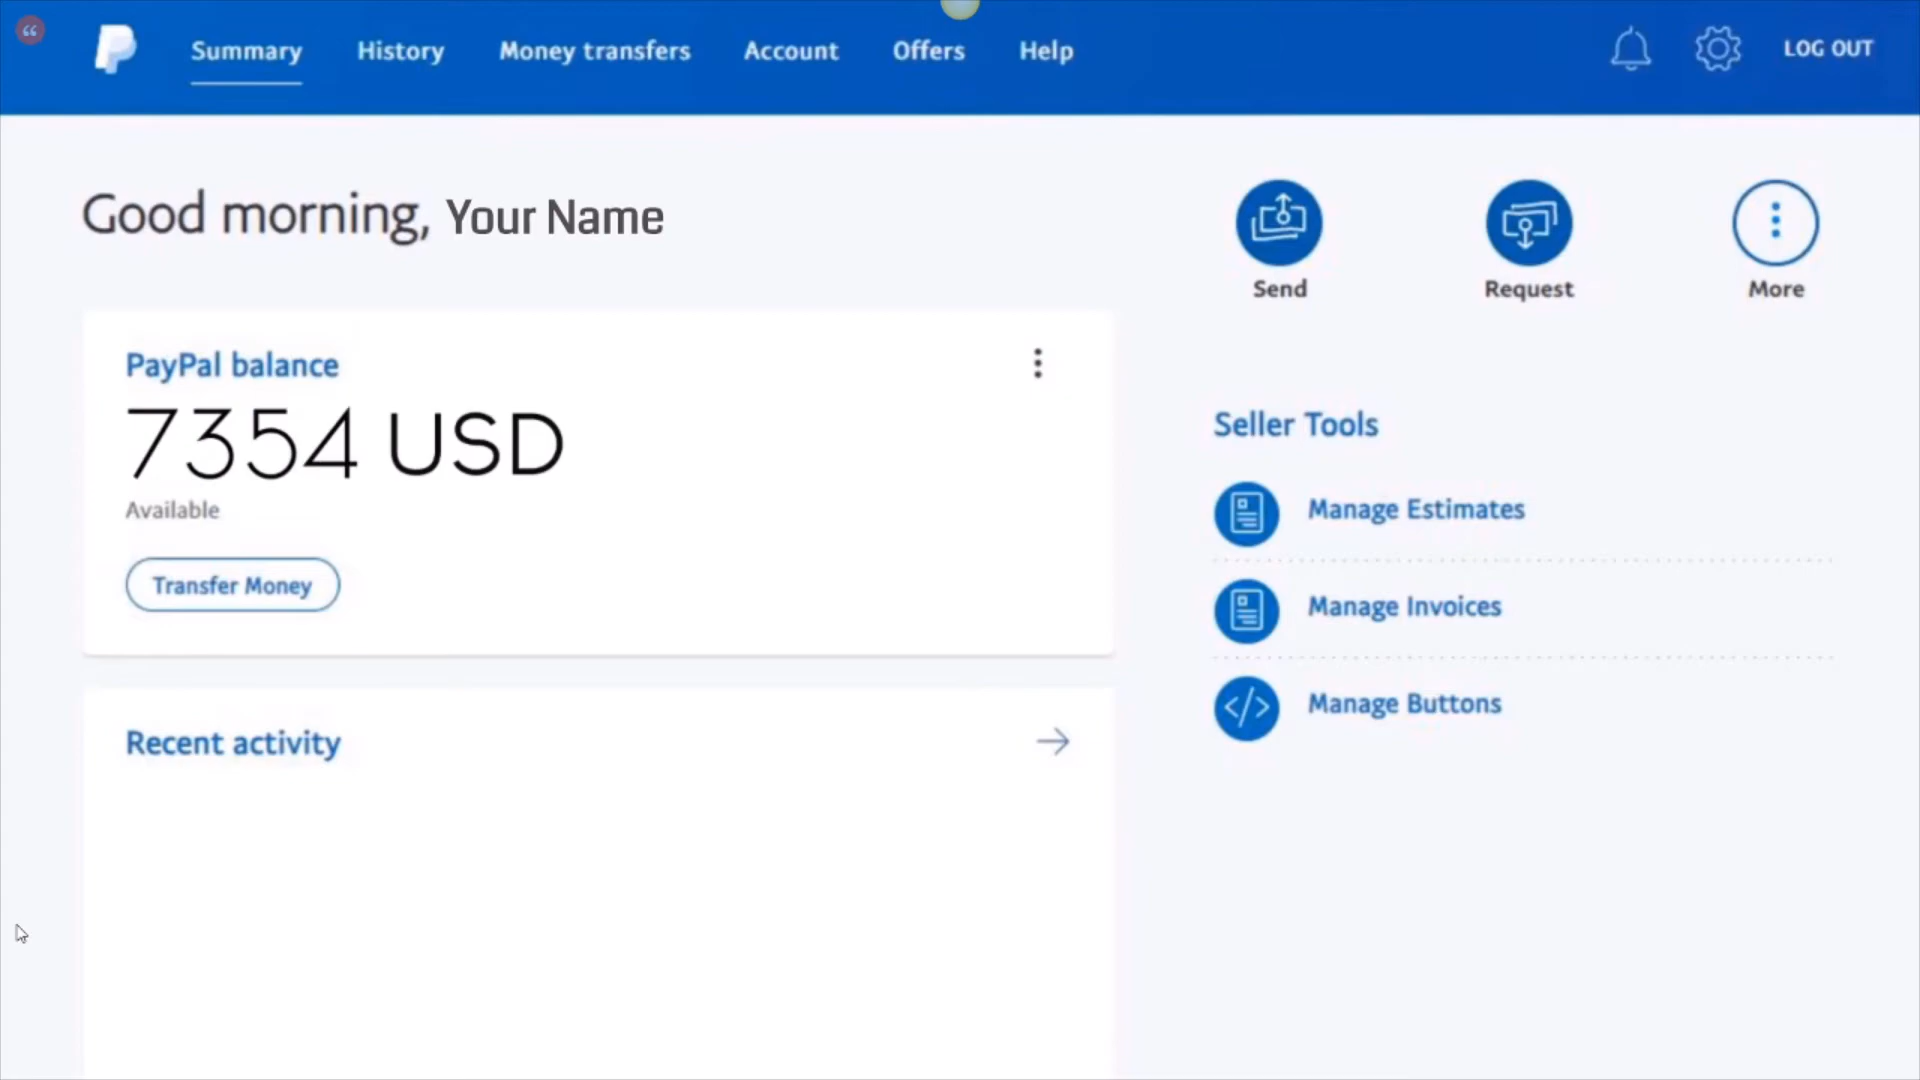 Summary History Money transfers Account Offers Help LOG OUT
Good morning, Your Name
Send Request More
PayPal balance
7354 USD
Available
Transfer Money
Seller Tools
Manage Estimates
Manage Invoices
Manage Buttons
Recent activity